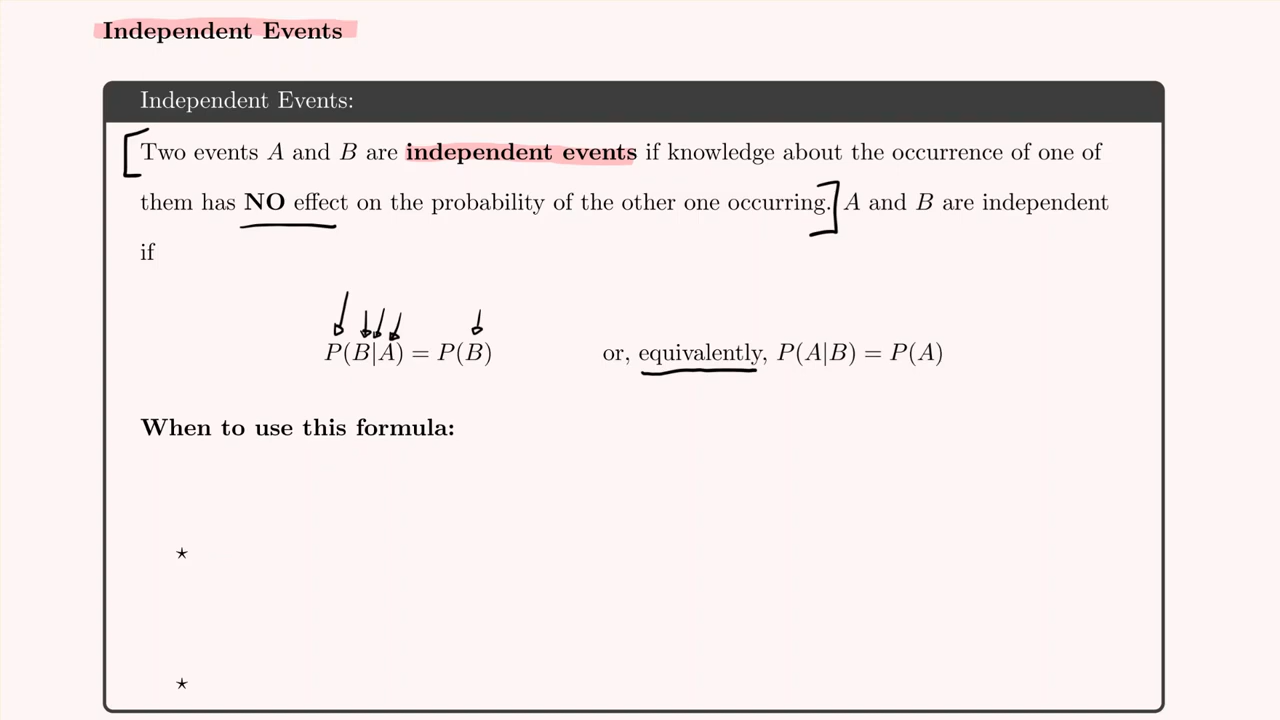 Independent Events
Independent Events:
Two events A and B are independent events if knowledge about the occurrence of one of
them has NO effect on the probability of the other one occurring. A and B are independent
if
P(B|A) = P(B) or, equivalently, P(A|B) = P(A)
When to use this formula:
⋆
⋆